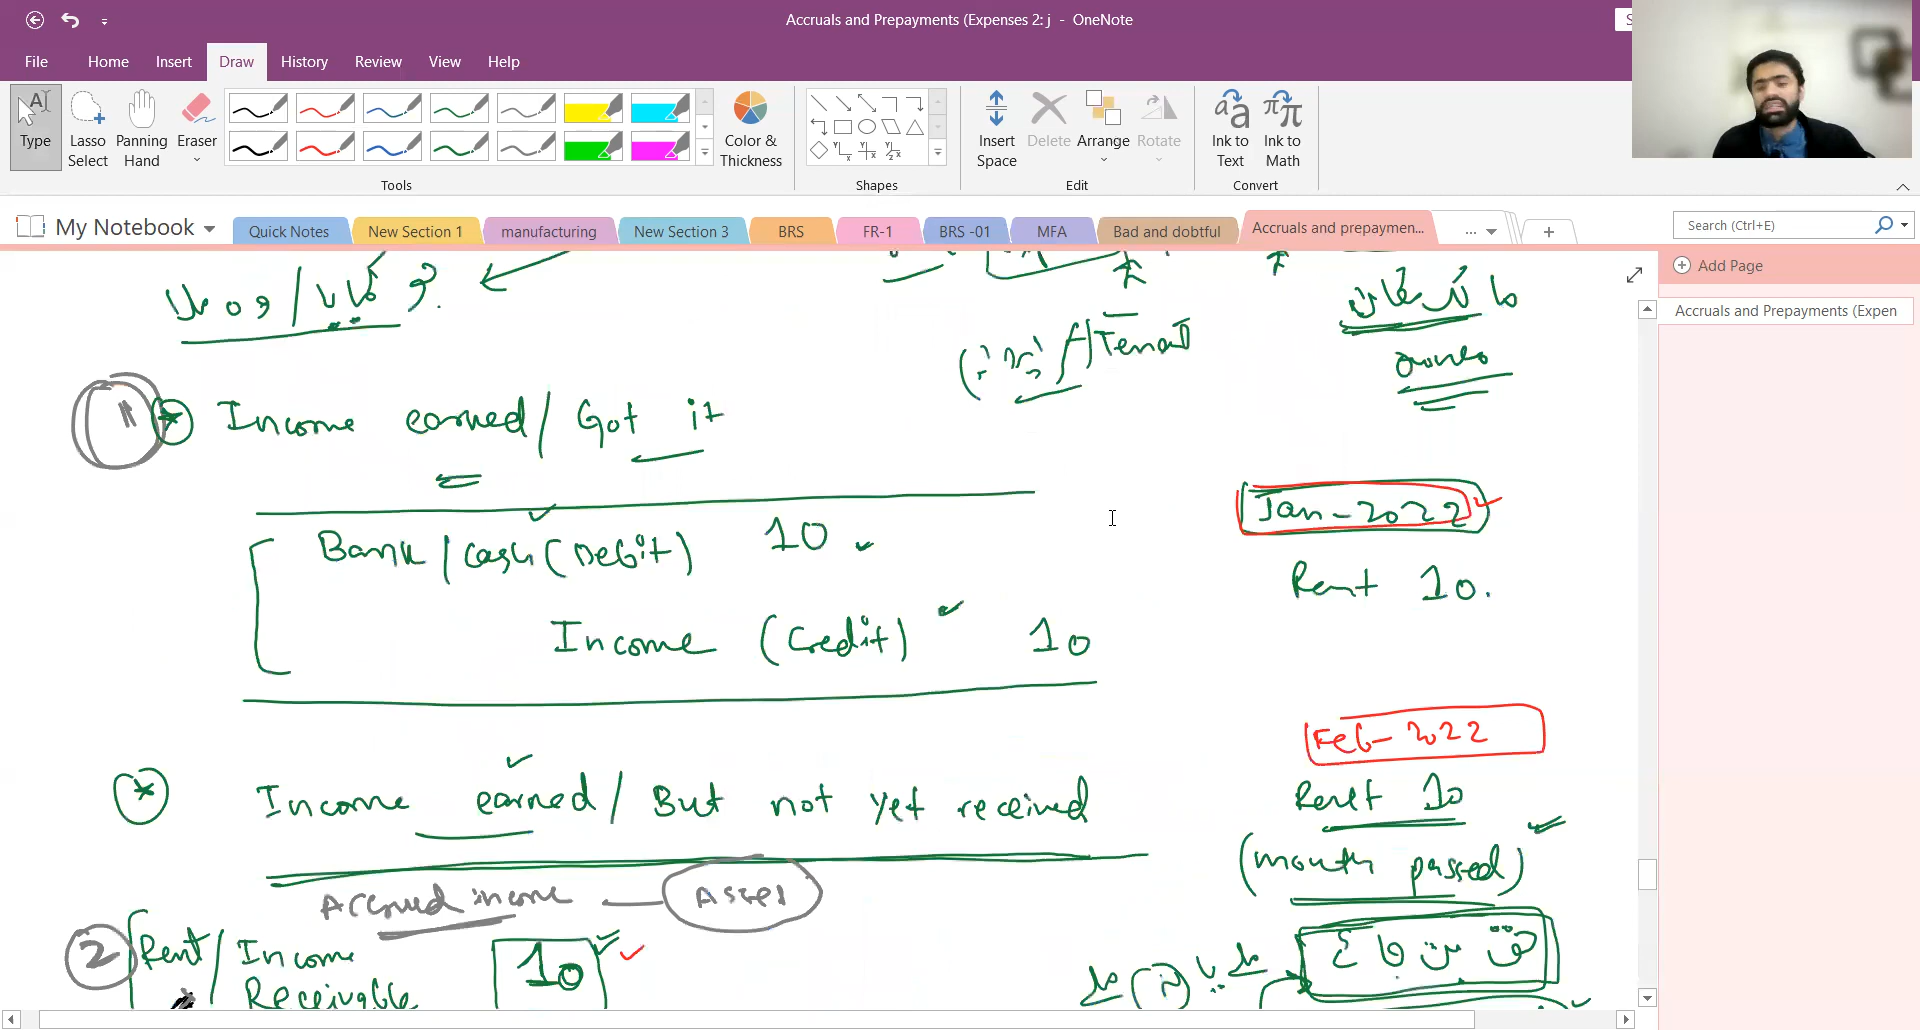 Accruals and Prepayments (Expenses 2: j - OneNote
File Home Insert Draw History Review View Help
Type
Lasso Select
Panning Hand
Eraser
Color & Thickness
Insert Space
Delete
Arrange
Rotate
Ink to Text
Ink to Math
Tools Shapes Edit Convert
My Notebook
Quick Notes New Section 1 manufacturing New Section 3 BRS FR-1 BRS -01 MFA Bad and doubtful Accruals and prepaymen... ...
Search (Ctrl+E)
Add Page
Accruals and Prepayments (Expen
Tenant
owner
1 * Income earned / Got it
Jan - 2022
Bank / Cash (Debit) 10
Rent 10.
Income (Credit) 10
Feb - 2022
* Income earned / But not yet received
Rent 10
(month passed)
Accrued income — Asset
2 Rent / Income Receivable 10